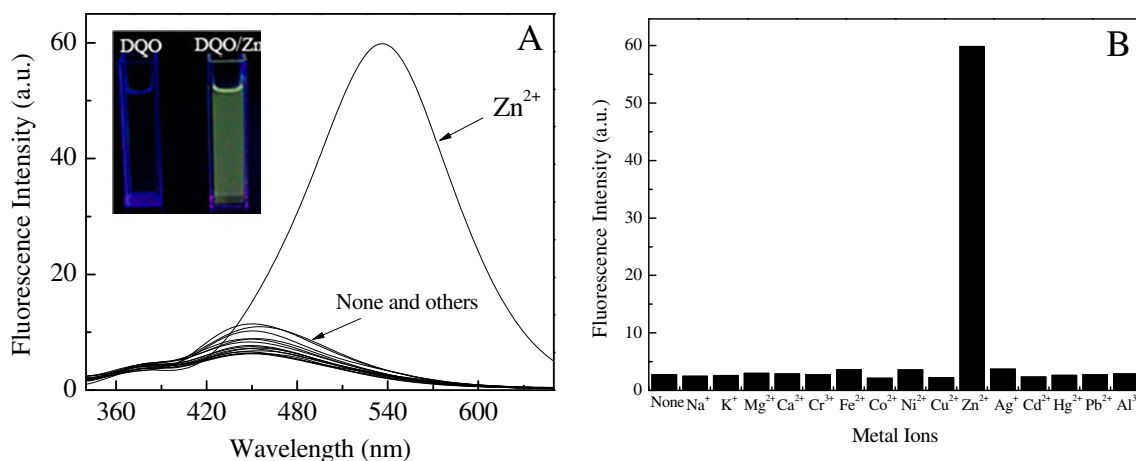 A
DQO DQO/Zn
Zn²⁺
None and others
60
40
20
0
360 420 480 540 600
Wavelength (nm)
Fluorescence Intensity (a.u.)
B
60
50
40
30
20
10
0
None Na⁺ K⁺ Mg²⁺ Ca²⁺ Cr³⁺ Fe²⁺ Co²⁺ Ni²⁺ Cu²⁺ Zn²⁺ Ag⁺ Cd²⁺ Hg²⁺ Pb²⁺ Al³
Metal Ions
Fluorescence Intensity (a.u.)